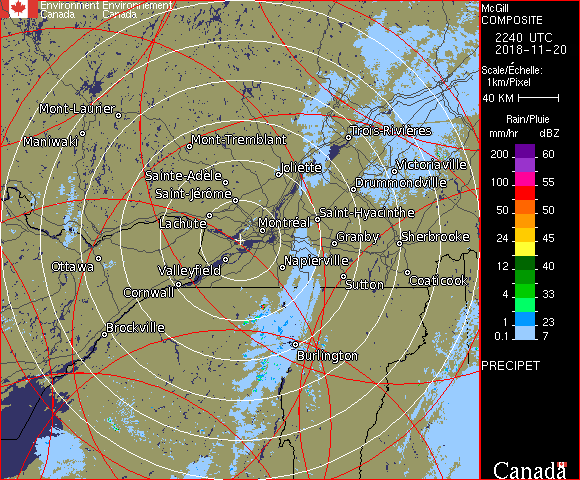 Environment Environnement
Canada Canada
McGill
COMPOSITE
2240 UTC
2018-11-20
Scale/Échelle:
1km/Pixel
40 KM
Rain/Pluie
mm/hr dBZ
200 60
100 55
50 50
24 45
12 40
4 33
1 23
0.1 7
PRECIPET
Canada
Mont-Laurier
Maniwaki
Mont-Tremblant
Trois-Rivières
Sainte-Adèle
Joliette
Victoriaville
Saint-Jérôme
Drummondville
Lachute
Montréal
Saint-Hyacinthe
Granby
Sherbrooke
Ottawa
Valleyfield
Napierville
Cornwall
Sutton
Coaticook
Brockville
Burlington